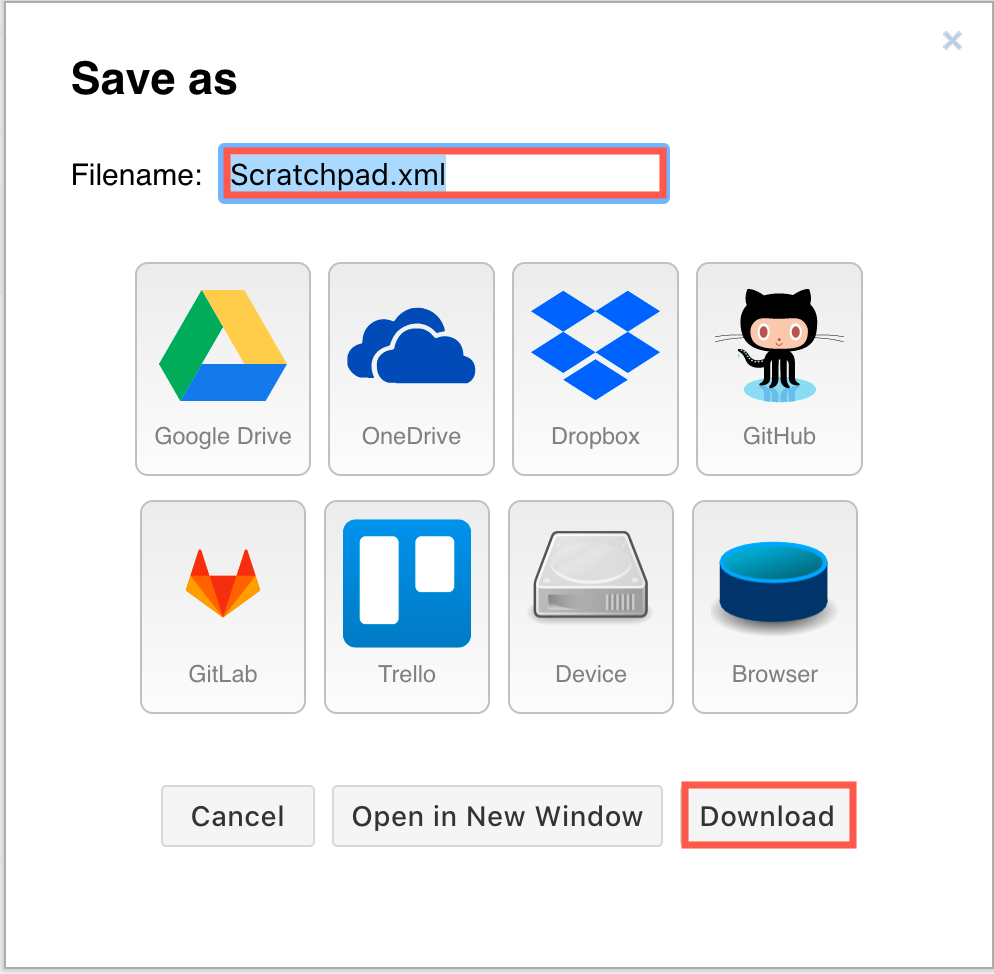 Save as
Filename: Scratchpad.xml
Google Drive OneDrive Dropbox GitHub
GitLab Trello Device Browser
Cancel Open in New Window Download